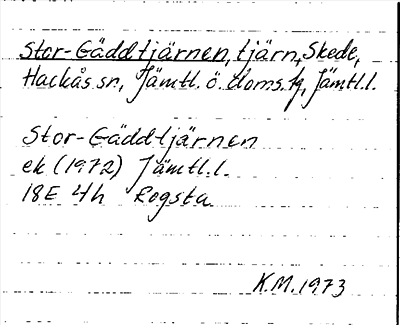 Stor-Gäddtjärnen, tjärn, Skede,
Hackås sn, Jämtl. ö. doms. tg, Jämtl.l.
Stor-Gäddtjärnen
ek (1972) Jämtl.l.
18E 4h Rogsta
K.M. 1973